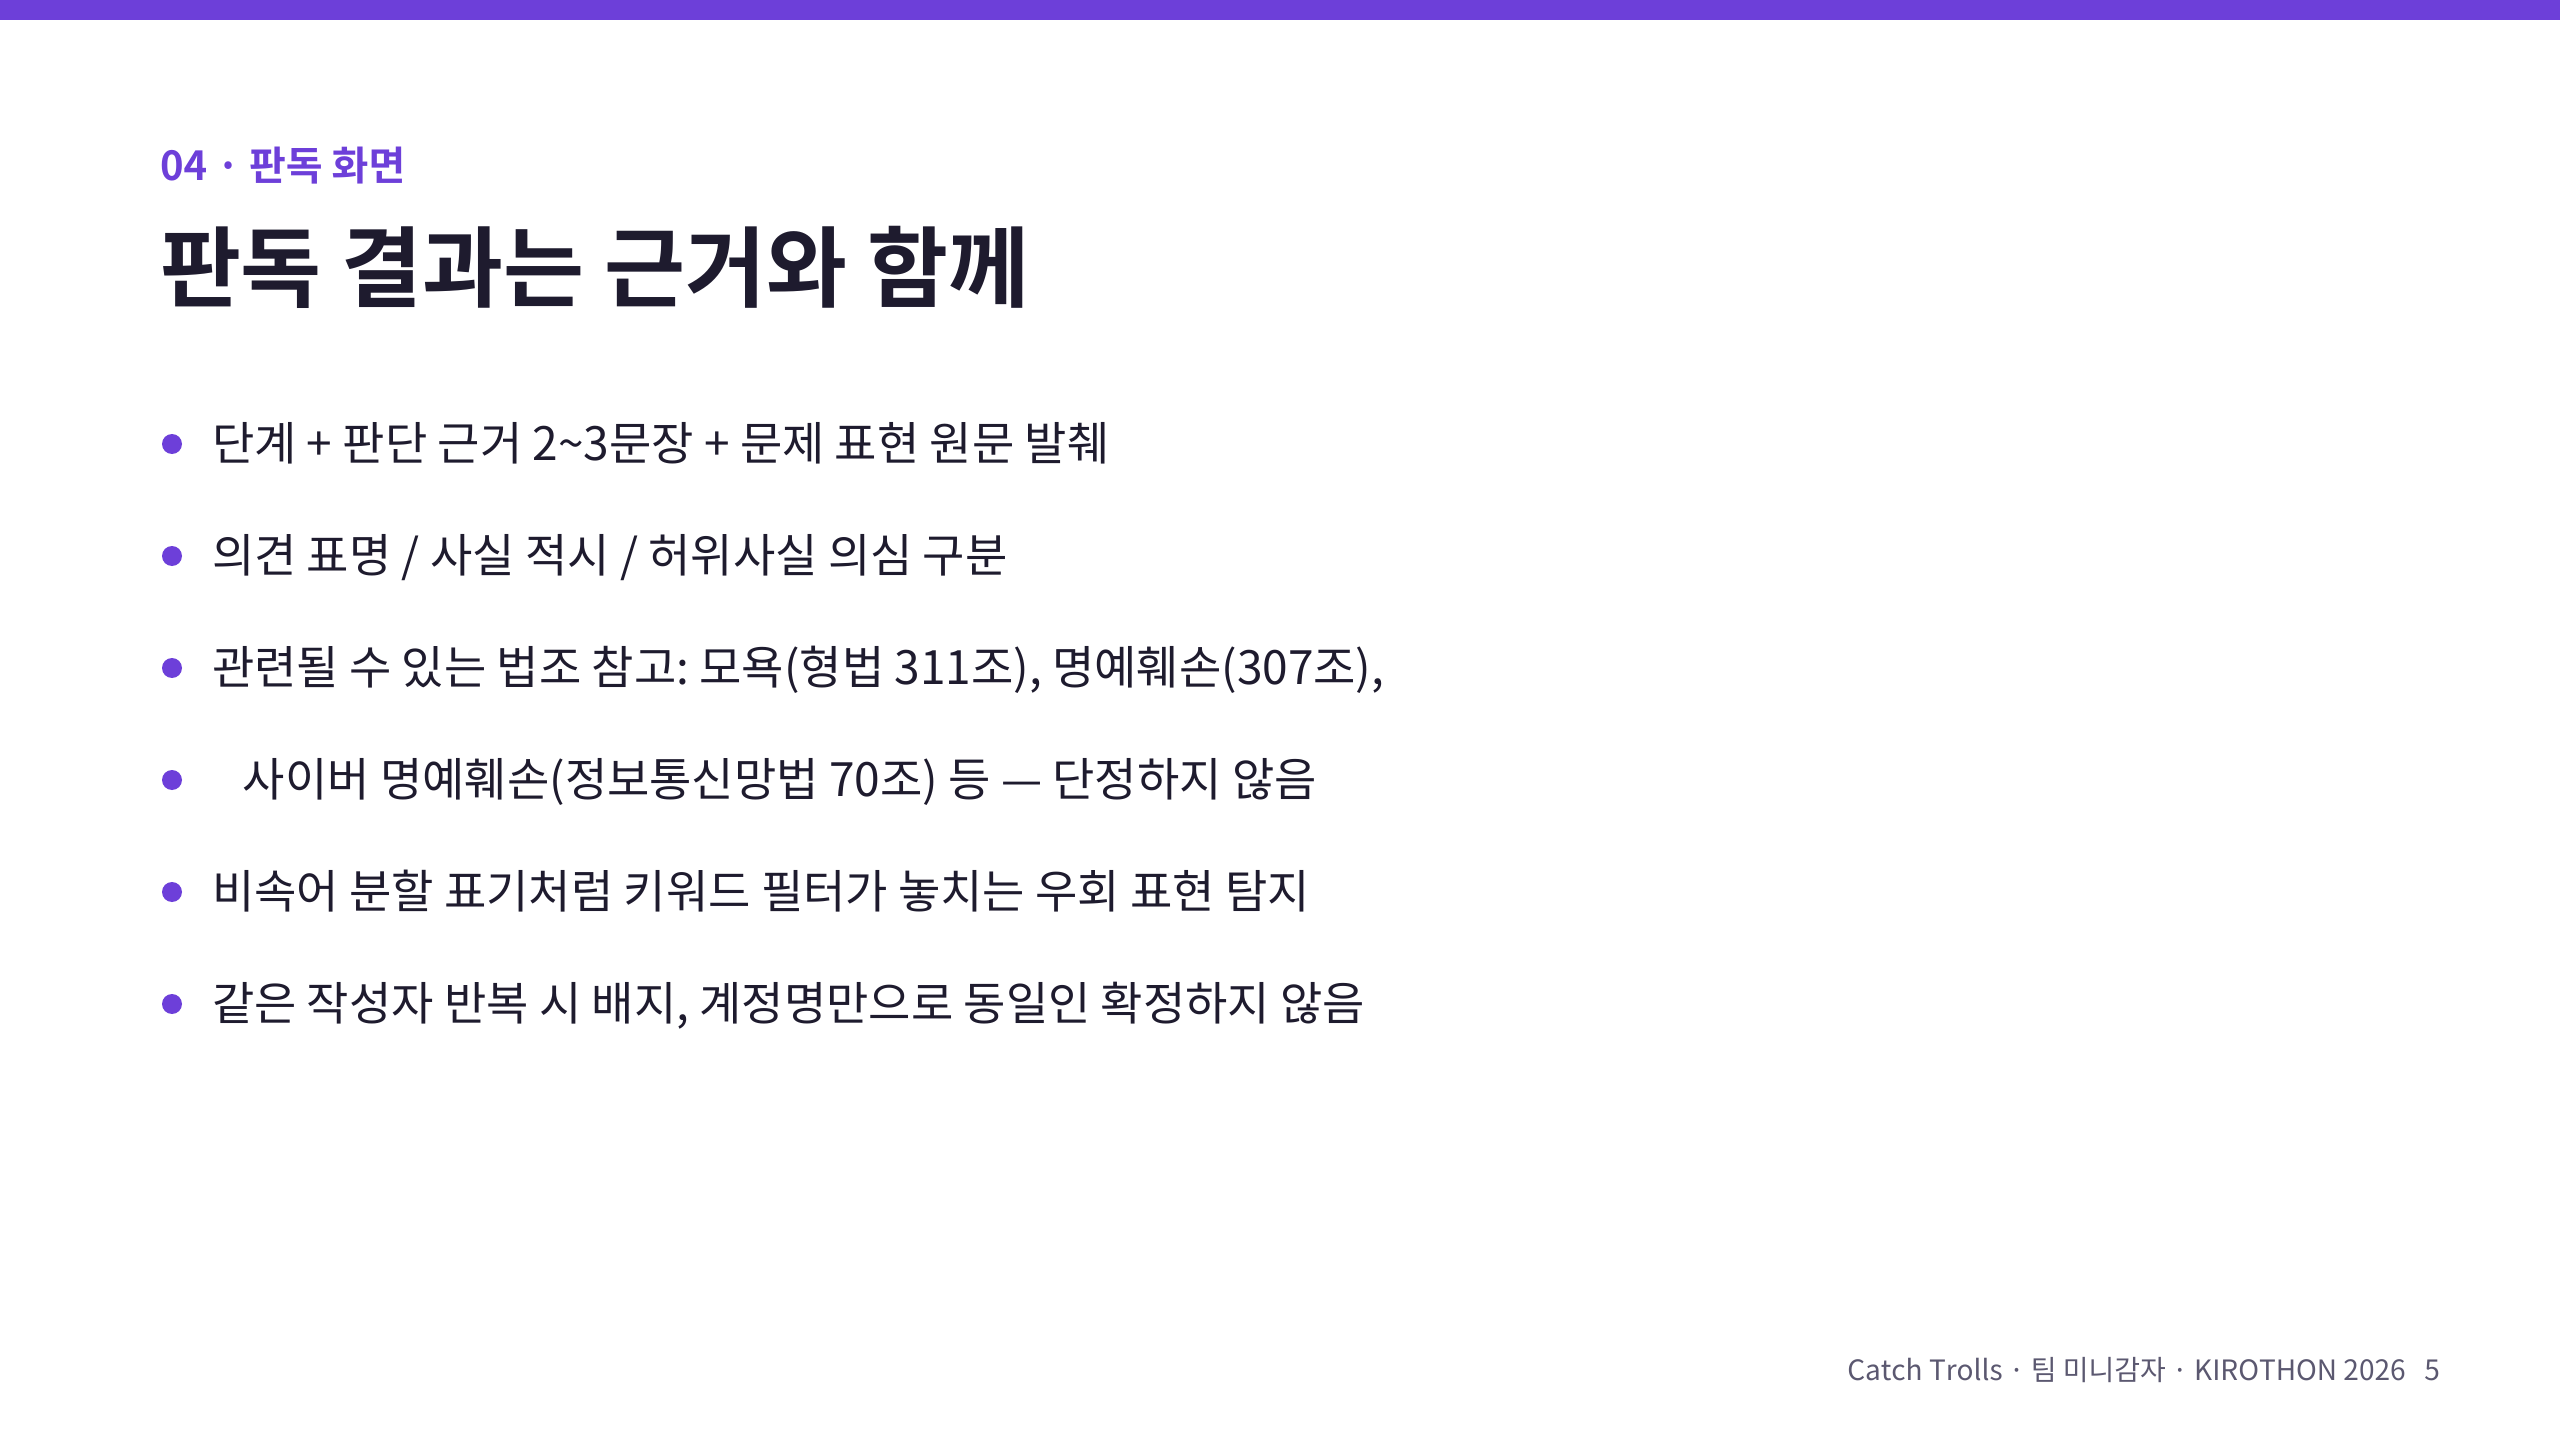 04 · 판독 화면
판독 결과는 근거와 함께
● 단계 + 판단 근거 2~3문장 + 문제 표현 원문 발췌
● 의견 표명 / 사실 적시 / 허위사실 의심 구분
● 관련될 수 있는 법조 참고: 모욕(형법 311조), 명예훼손(307조),
● 사이버 명예훼손(정보통신망법 70조) 등 — 단정하지 않음
● 비속어 분할 표기처럼 키워드 필터가 놓치는 우회 표현 탐지
● 같은 작성자 반복 시 배지, 계정명만으로 동일인 확정하지 않음
Catch Trolls · 팀 미니감자 · KIROTHON 2026 5